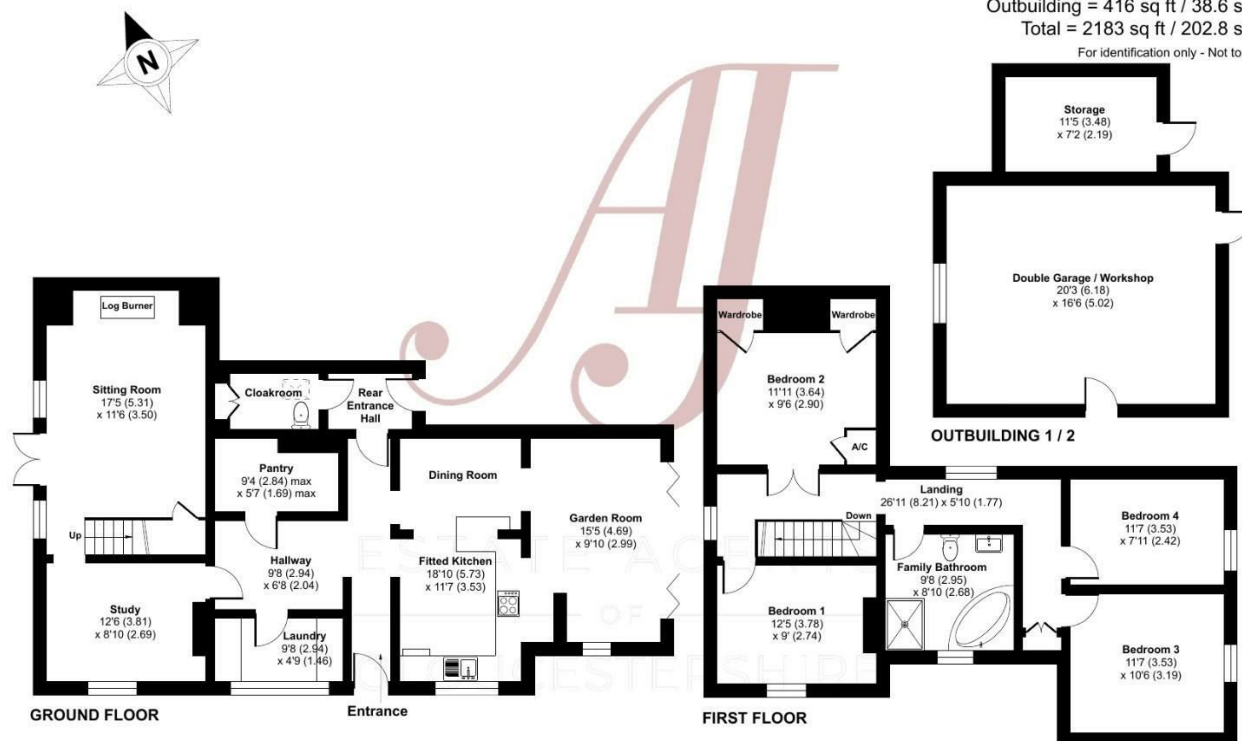 Outbuilding = 416 sq ft / 38.6 s
Total = 2183 sq ft / 202.8 s
For identification only - Not to
N
Storage
11'5 (3.48)
x 7'2 (2.19)
Double Garage / Workshop
20'3 (6.18)
x 16'6 (5.02)
OUTBUILDING 1 / 2
Log Burner
Sitting Room
17'5 (5.31)
x 11'6 (3.50)
Cloakroom
Rear
Entrance
Hall
Pantry
9'4 (2.84) max
x 5'7 (1.69) max
Dining Room
Garden Room
15'5 (4.69)
x 9'10 (2.99)
Up
Hallway
9'8 (2.94)
x 6'8 (2.04)
Fitted Kitchen
18'10 (5.73)
x 11'7 (3.53)
Study
12'6 (3.81)
x 8'10 (2.69)
Laundry
9'8 (2.94)
x 4'9 (1.46)
Entrance
GROUND FLOOR
Wardrobe
Wardrobe
Bedroom 2
11'11 (3.64)
x 9'6 (2.90)
A/C
Landing
26'11 (8.21) x 5'10 (1.77)
Down
Bedroom 4
11'7 (3.53)
x 7'11 (2.42)
Family Bathroom
9'8 (2.95)
x 8'10 (2.68)
Bedroom 1
12'5 (3.78)
x 9' (2.74)
Bedroom 3
11'7 (3.53)
x 10'6 (3.19)
FIRST FLOOR
AJ
OF